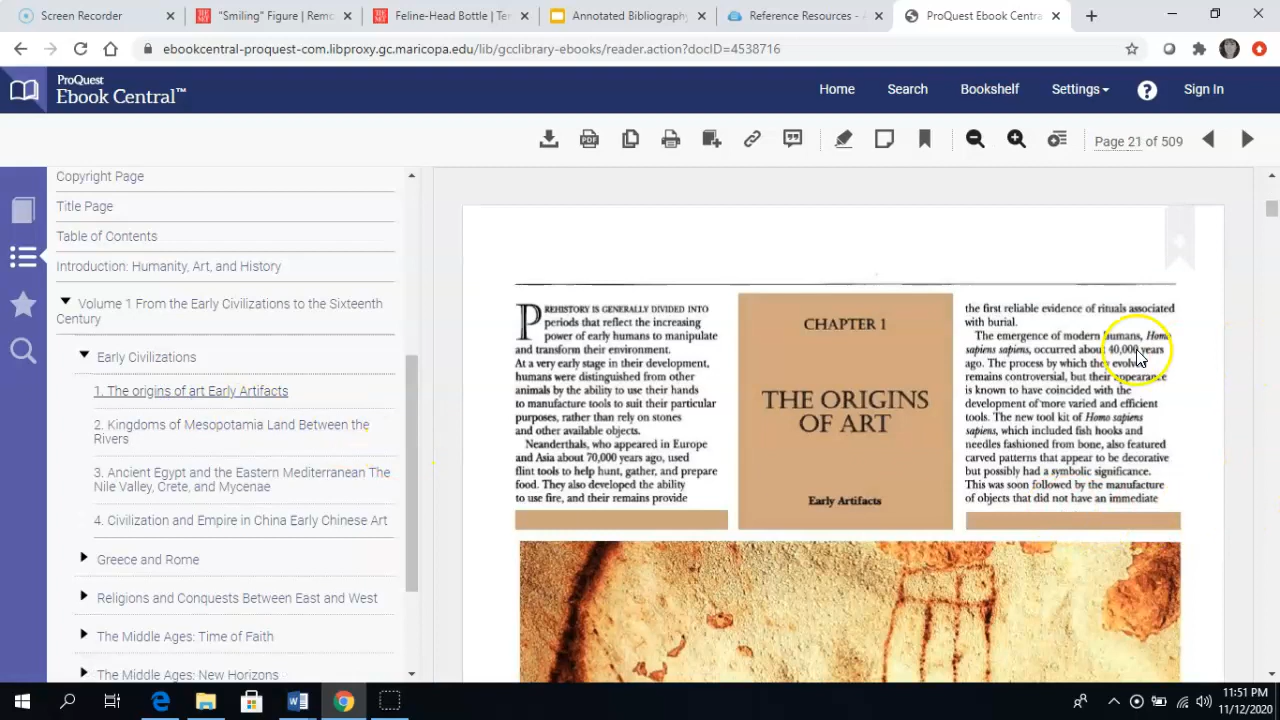 Screen Recorder
"Smiling" Figure | Remo
Feline-Head Bottle | Te
Annotated Bibliography
Reference Resources - A
ProQuest Ebook Centra
ebookcentral-proquest-com.libproxy.gc.maricopa.edu/lib/gcclibrary-ebooks/reader.action?docID=4538716
ProQuest
Ebook Central™
Home
Search
Bookshelf
Settings
Sign In
Page 21 of 509
Copyright Page
Title Page
Table of Contents
Introduction: Humanity, Art, and History
Volume 1 From the Early Civilizations to the Sixteenth
Century
Early Civilizations
1. The origins of art Early Artifacts
2. Kingdoms of Mesopotamia Land Between the
Rivers
3. Ancient Egypt and the Eastern Mediterranean The
Nile Valley, Crete, and Mycenae
4. Civilization and Empire in China Early Chinese Art
Greece and Rome
Religions and Conquests Between East and West
The Middle Ages: Time of Faith
The Middle Ages: New Horizons
PREHISTORY IS GENERALLY DIVIDED INTO
periods that reflect the increasing
power of early humans to manipulate
and transform their environment.
At a very early stage in their development,
humans were distinguished from other
animals by the ability to use their hands
to manufacture tools to suit their particular
purposes, rather than rely on stones
and other available objects.
Neanderthals, who appeared in Europe
and Asia about 70,000 years ago, used
flint tools to help hunt, gather, and prepare
food. They also developed the ability
to use fire, and their remains provide
CHAPTER 1
THE ORIGINS
OF ART
Early Artifacts
the first reliable evidence of rituals associated
with burial.
The emergence of modern humans, Homo
sapiens sapiens, occurred about 40,000 years
ago. The process by which they evolved
remains controversial, but their appearance
is known to have coincided with the
development of more varied and efficient
tools. The new tool kit of Homo sapiens
sapiens, which included fish hooks and
needles fashioned from bone, also featured
carved patterns that appear to be decorative
but possibly had a symbolic significance.
This was soon followed by the manufacture
of objects that did not have an immediate
11:51 PM
11/12/2020